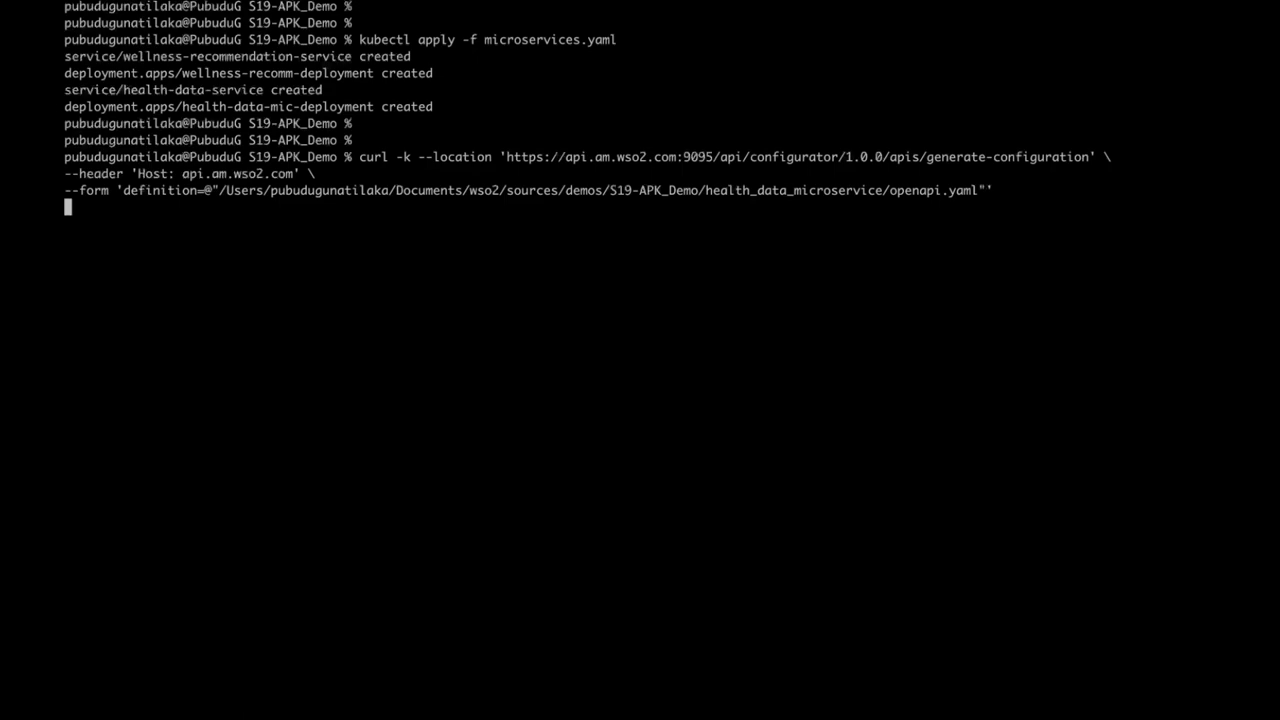 pubudugunatilaka@PubuduG S19-APK_Demo %
pubudugunatilaka@PubuduG S19-APK_Demo %
pubudugunatilaka@PubuduG S19-APK_Demo % kubectl apply -f microservices.yaml
service/wellness-recommendation-service created
deployment.apps/wellness-recomm-deployment created
service/health-data-service created
deployment.apps/health-data-mic-deployment created
pubudugunatilaka@PubuduG S19-APK_Demo %
pubudugunatilaka@PubuduG S19-APK_Demo %
pubudugunatilaka@PubuduG S19-APK_Demo % curl -k --location 'https://api.am.wso2.com:9095/api/configurator/1.0.0/apis/generate-configuration' \
--header 'Host: api.am.wso2.com' \
--form 'definition=@"/Users/pubudugunatilaka/Documents/wso2/sources/demos/S19-APK_Demo/health_data_microservice/openapi.yaml"'